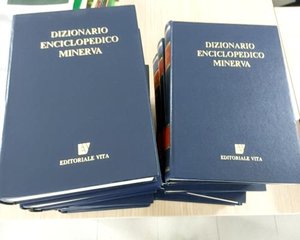 DIZIONARIO
ENCICLOPEDICO
MINERVA
EDITORIALE VITA
DIZIONARIO
ENCICLOPEDICO
MINERVA
EDITORIALE VITA